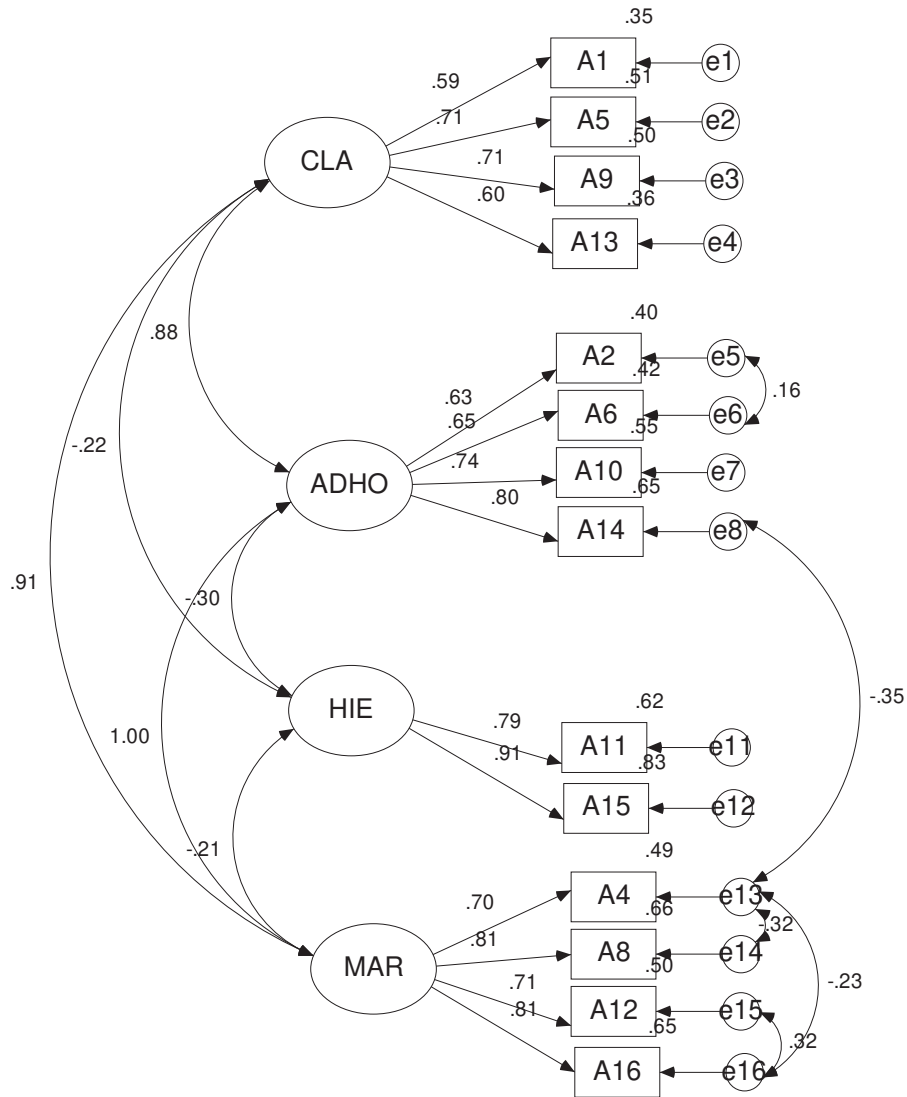 .35
A1
e1
.59
.51
A5
e2
.71
.50
CLA
.71
A9
e3
.36
.60
A13
e4
.40
.88
A2
e5
.42
.16
.63
A6
e6
.65
.55
-.22
.74
A10
e7
.65
ADHO
.80
A14
e8
.91
-.30
.62
-.35
HIE
.79
A11
e11
1.00
.91
.83
A15
e12
-.21
.49
.70
A4
e13
.66
-.32
.81
A8
e14
.50
MAR
.71
-.23
.81
A12
e15
.65
.32
A16
e16